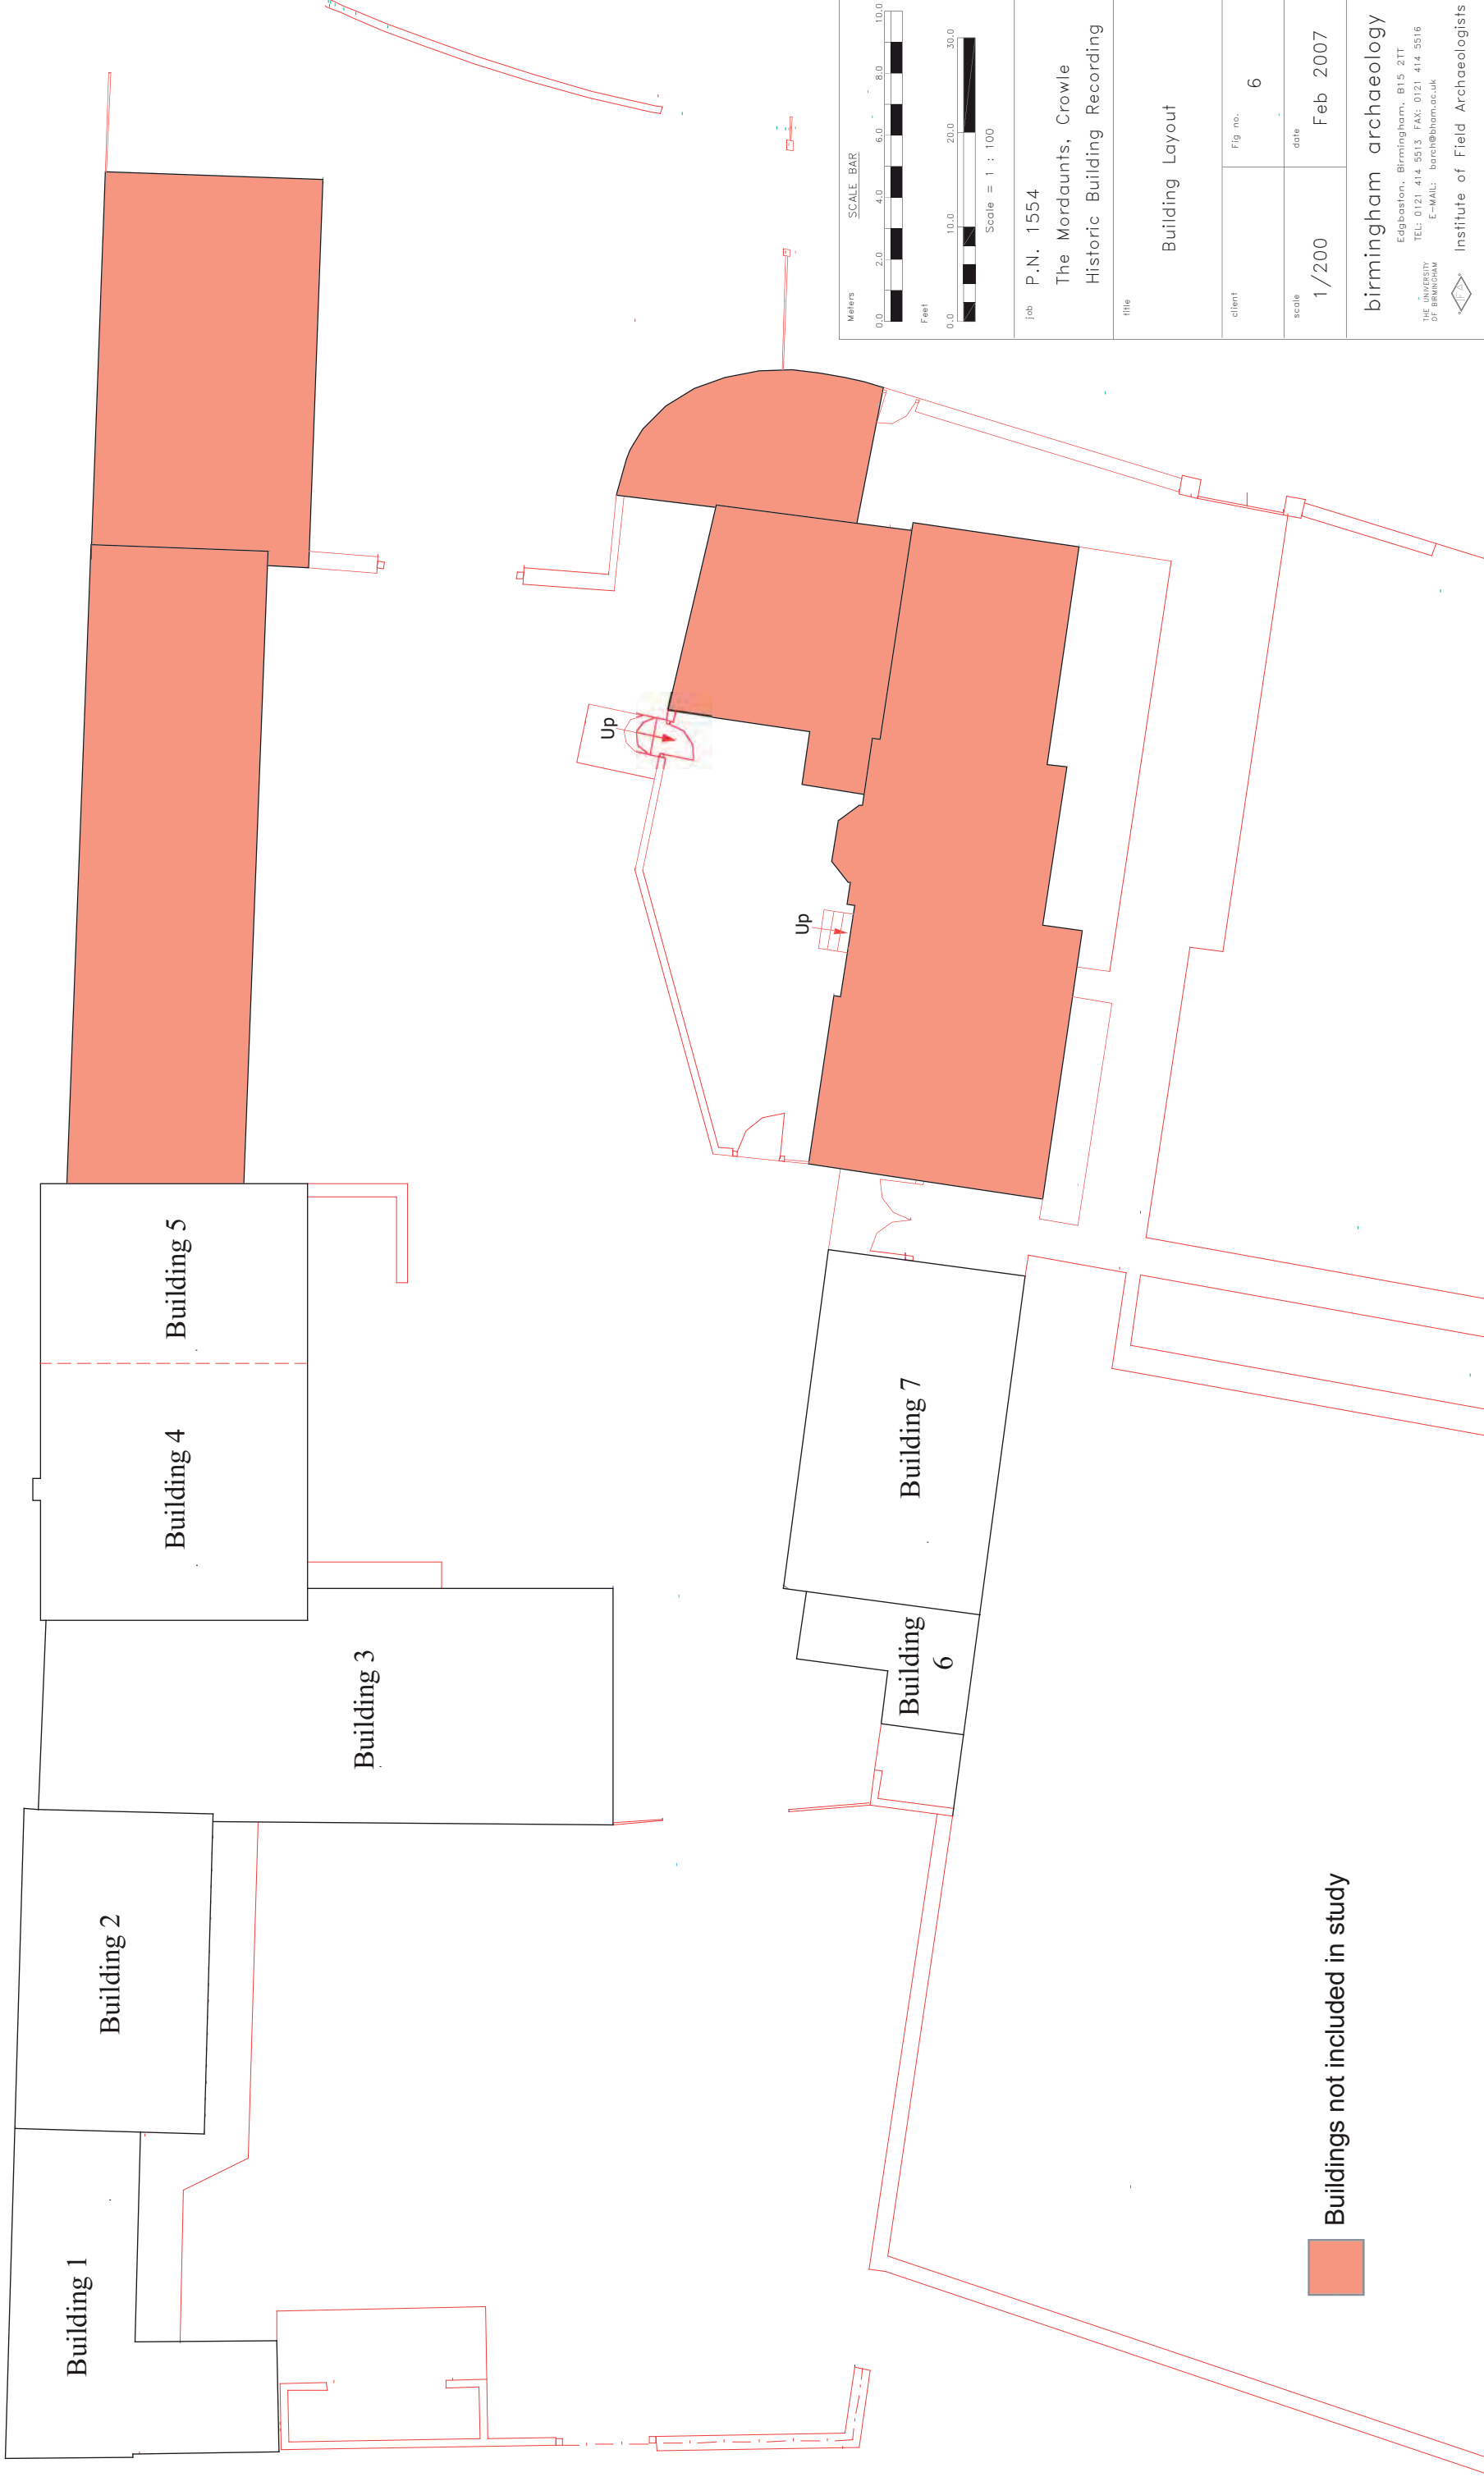 Building 1
Building 2
Building 3
Building 4
Building 5
Building
6
Building 7
Up
Up
Buildings not included in study
SCALE BAR
Meters
0.0 2.0 4.0 6.0 8.0 10.0
Feet
0.0 10.0 20.0 30.0
Scale = 1 : 100
job P.N. 1554
The Mordaunts, Crowle
Historic Building Recording
title
Building Layout
client
Fig no.
6
scale
1/200
date
Feb 2007
birmingham archaeology
Edgbaston, Birmingham, B15 2TT
TEL: 0121 414 5513 FAX: 0121 414 5516
E-MAIL: barch@bham.ac.uk
THE UNIVERSITY
OF BIRMINGHAM
IFA
Institute of Field Archaeologists